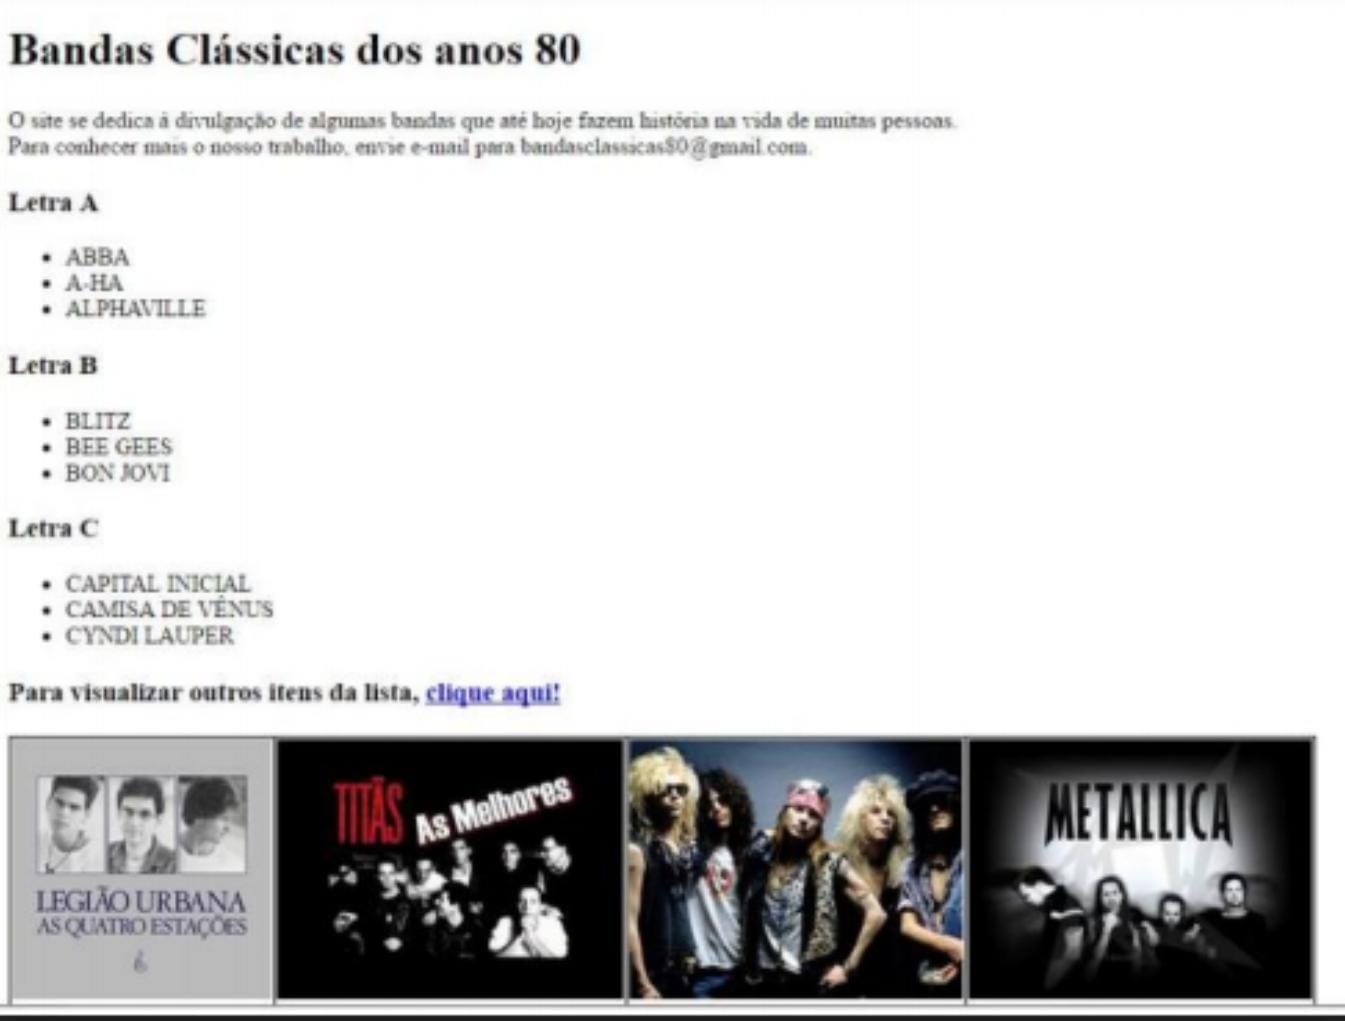 Bandas Clássicas dos anos 80
O site se dedica à divulgação de algumas bandas que até hoje fazem história na vida de muitas pessoas.
Para conhecer mais o nosso trabalho, envie e-mail para bandasclassicas80@gmail.com.
Letra A
• ABBA
• A-HA
• ALPHAVILLE
Letra B
• BLITZ
• BEE GEES
• BON JOVI
Letra C
• CAPITAL INICIAL
• CAMISA DE VÊNUS
• CYNDI LAUPER
Para visualizar outros itens da lista, clique aqui!
LEGIÃO URBANA
AS QUATRO ESTAÇÕES
TITÃS As Melhores
METALLICA